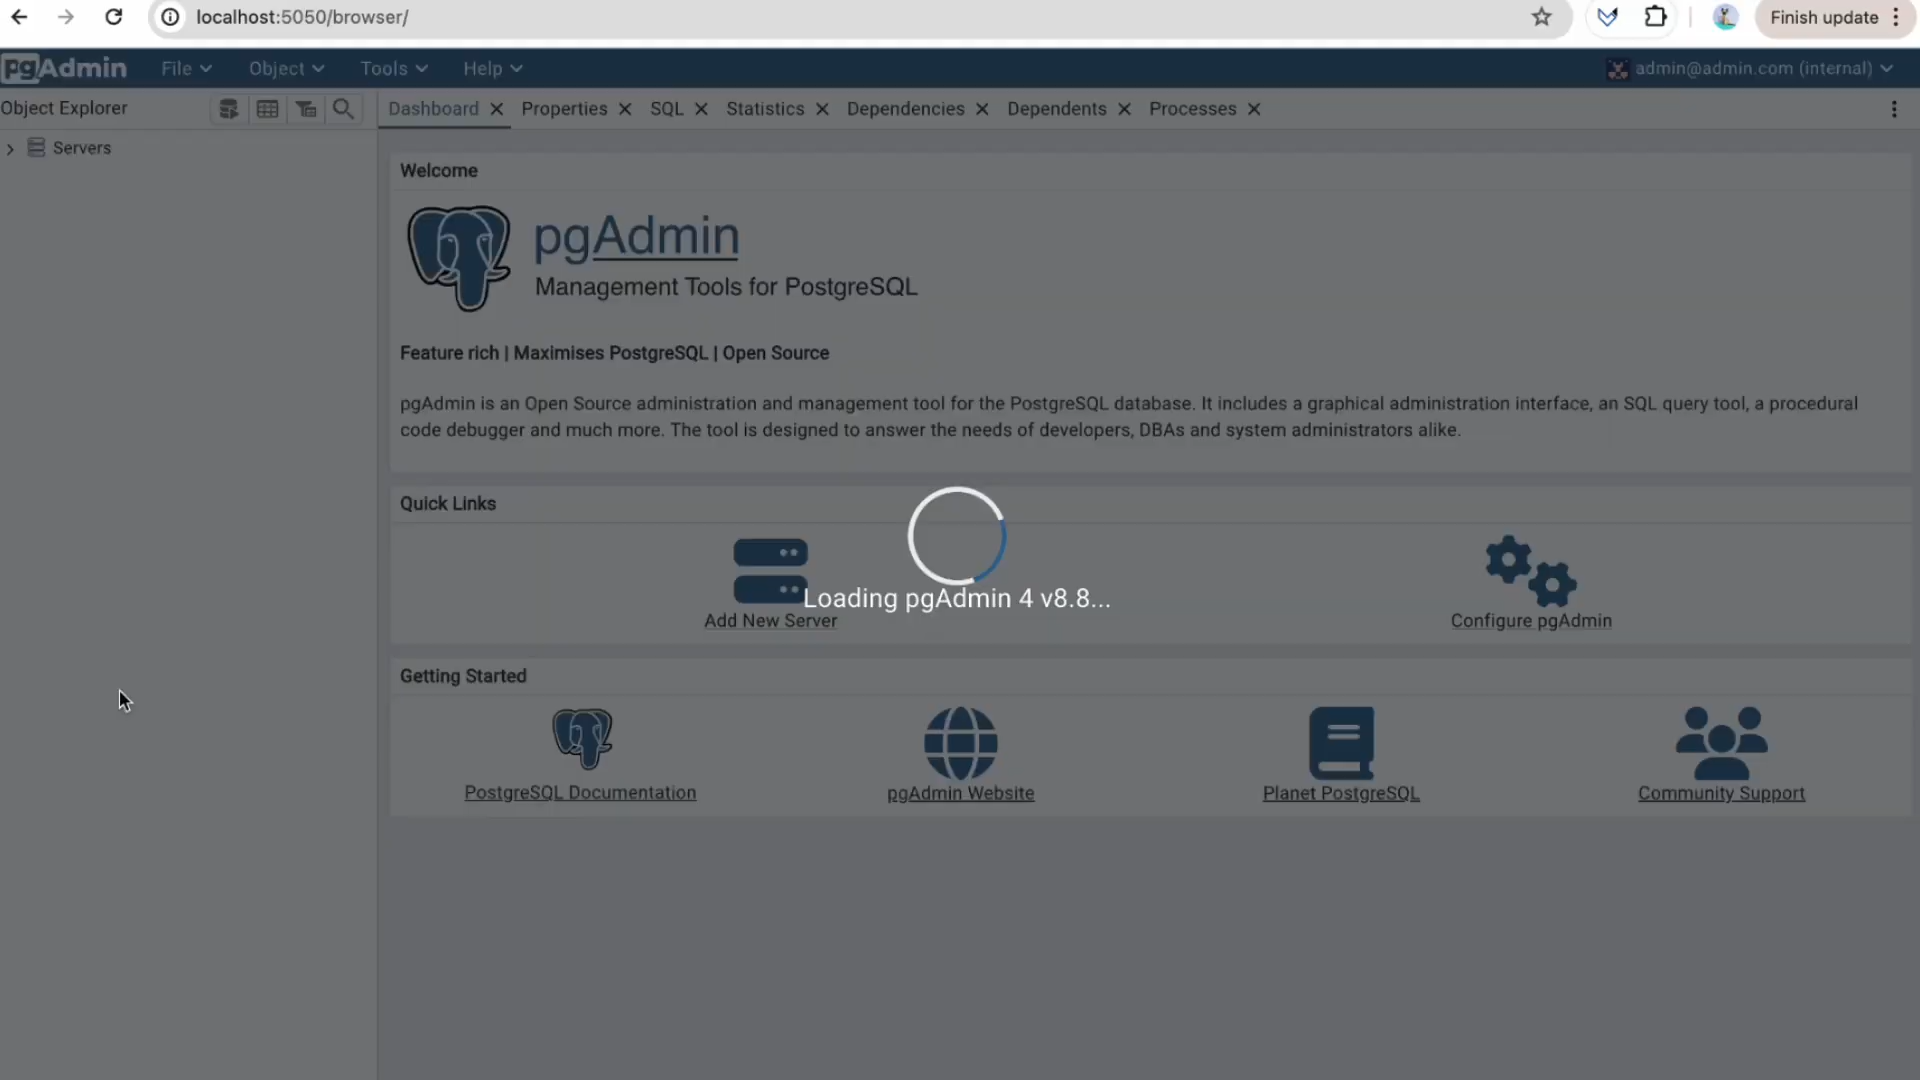 localhost:5050/browser/
Finish update
pgAdmin File Object Tools Help admin@admin.com (internal)
Object Explorer
Dashboard Properties SQL Statistics Dependencies Dependents Processes
Servers
Welcome
pgAdmin
Management Tools for PostgreSQL
Feature rich | Maximises PostgreSQL | Open Source
pgAdmin is an Open Source administration and management tool for the PostgreSQL database. It includes a graphical administration interface, an SQL query tool, a procedural
code debugger and much more. The tool is designed to answer the needs of developers, DBAs and system administrators alike.
Quick Links
Loading pgAdmin 4 v8.8...
Add New Server
Configure pgAdmin
Getting Started
PostgreSQL Documentation
pgAdmin Website
Planet PostgreSQL
Community Support